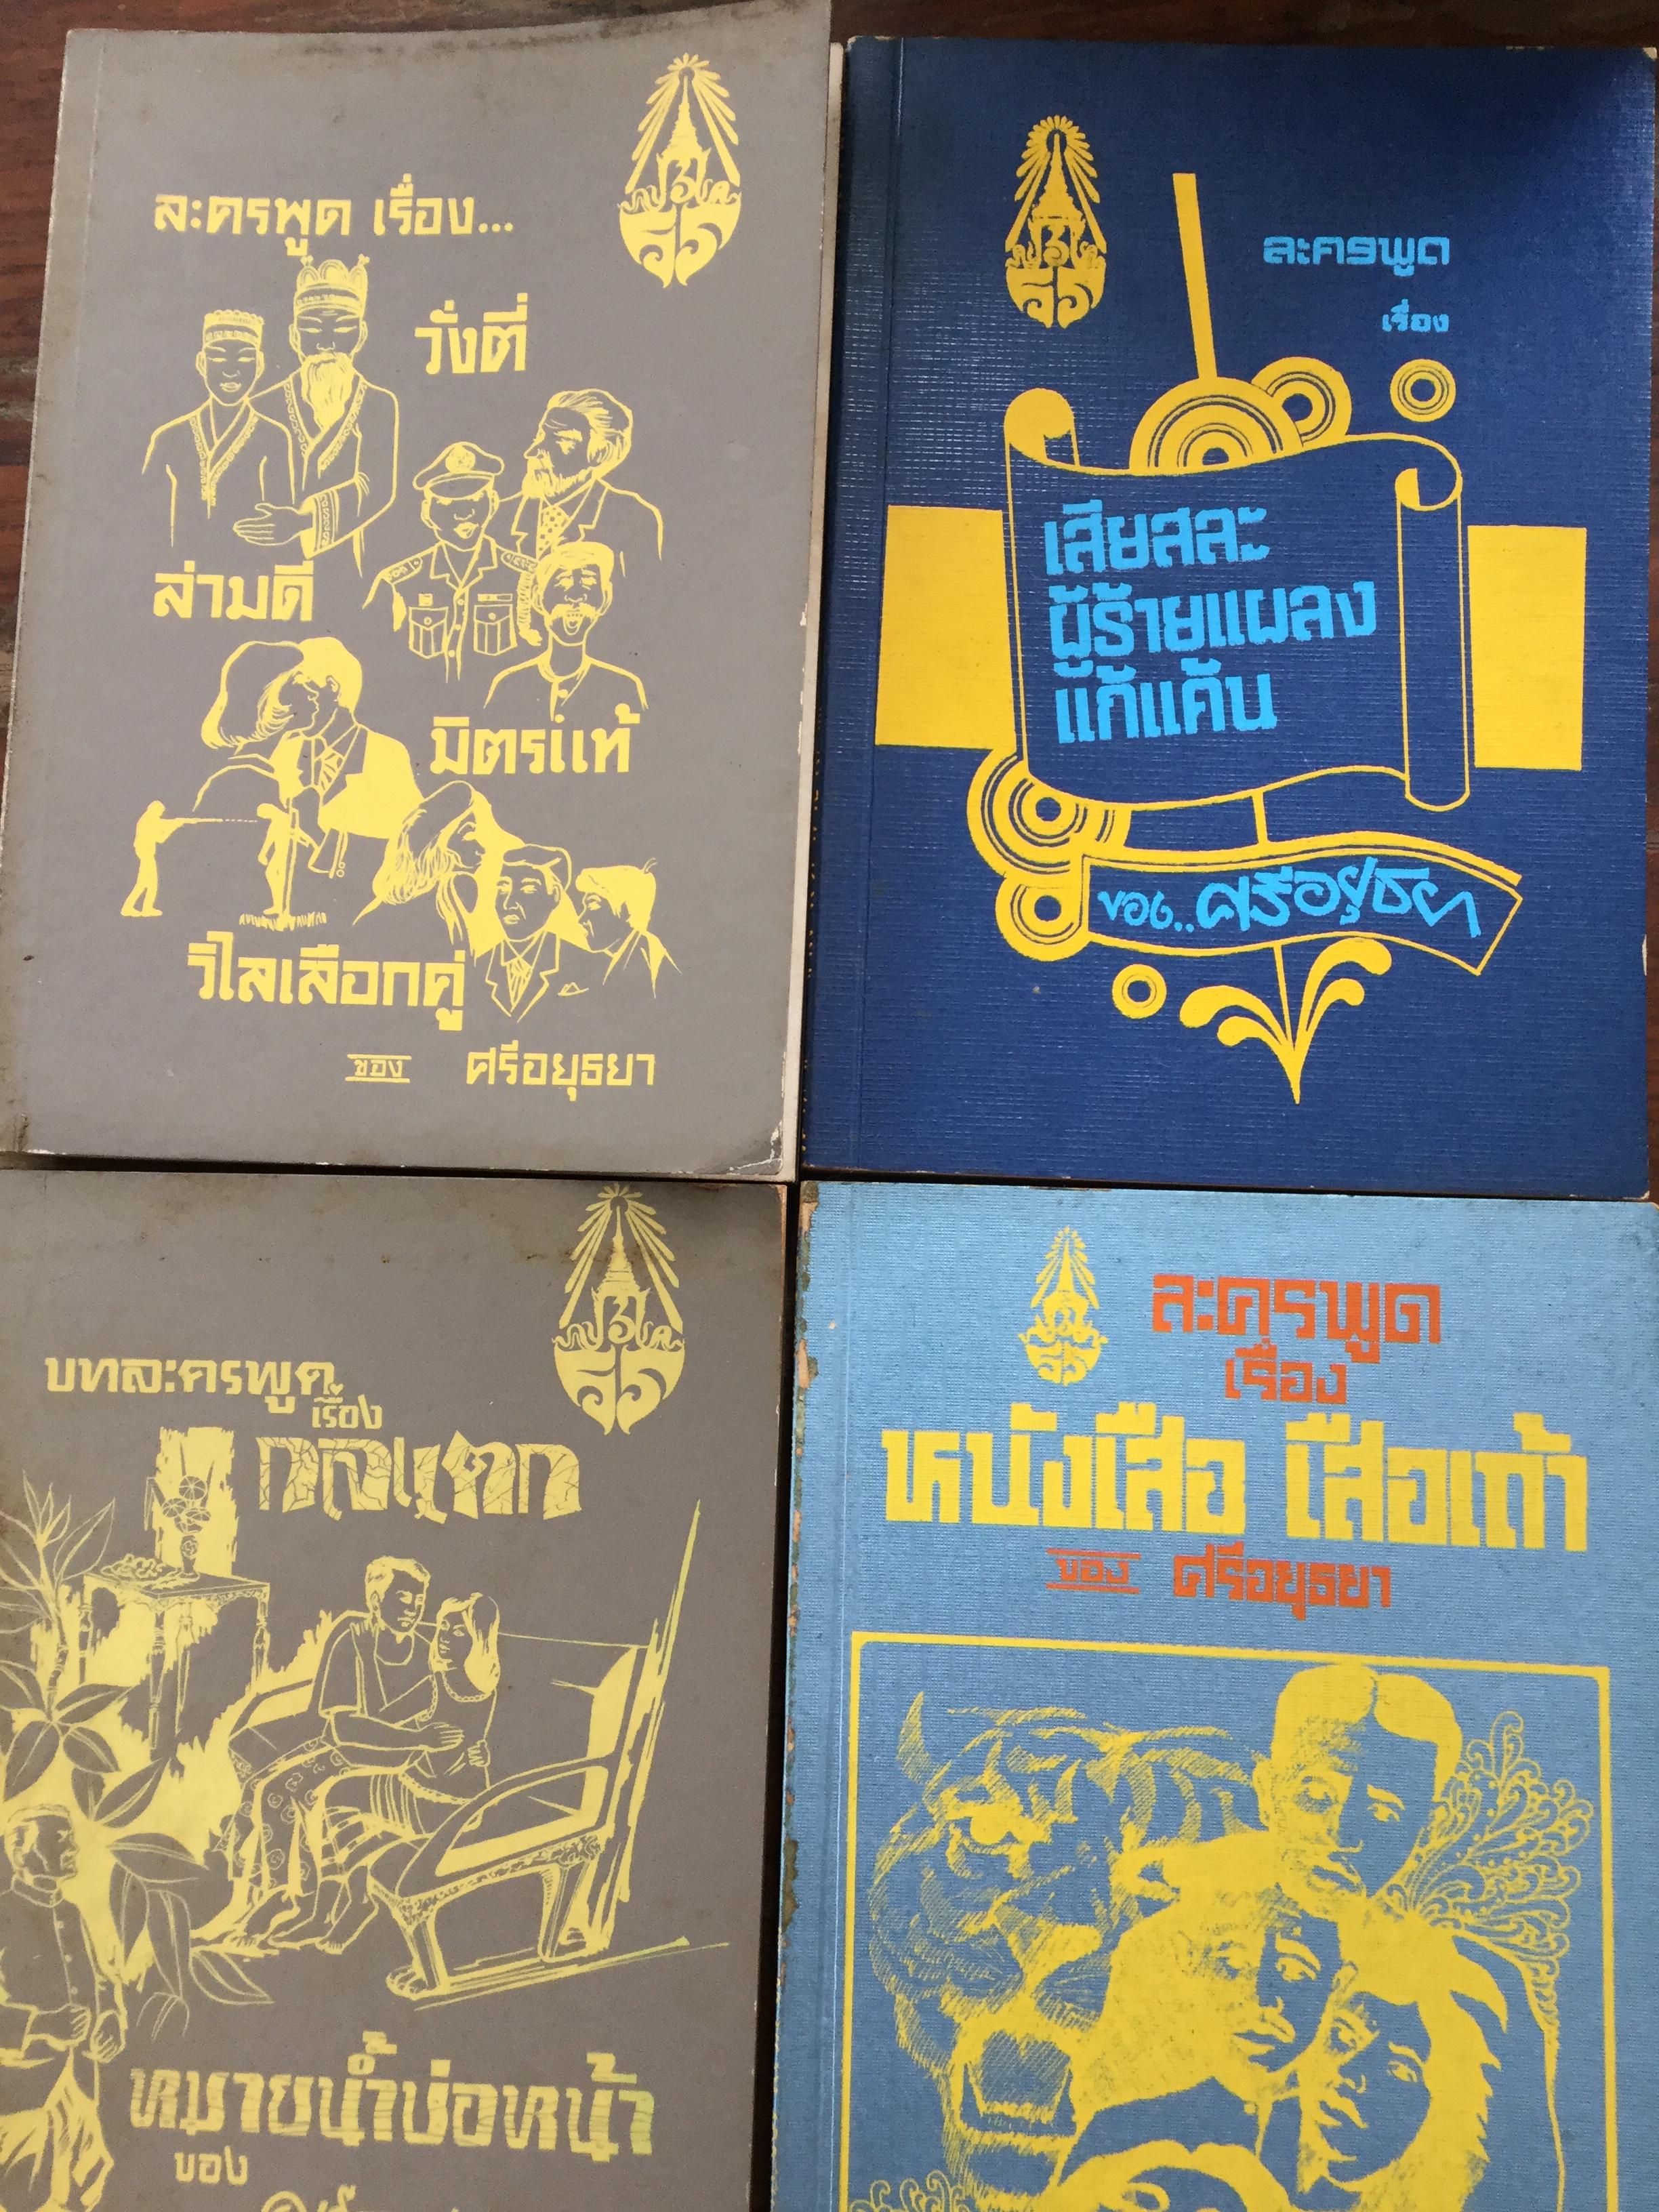 ละครพูด เรื่อง...
วั่งตี่
ล่ามดี
มิตรแท้
วิไลเลือกคู่
ของ ศรีอยุธยา
ละครพูด
เรื่อง
เสียสละ
ผู้ร้ายแผลง
แก้แค้น
ของ..ศรีอยุธยา
บทละครพูด
เรื่อง
กลแตก
หมายน้ำบ่อหน้า
ของ
ละครพูด
เรื่อง
หนังเสือ เสือเถ้า
ของ ศรีอยุธยา